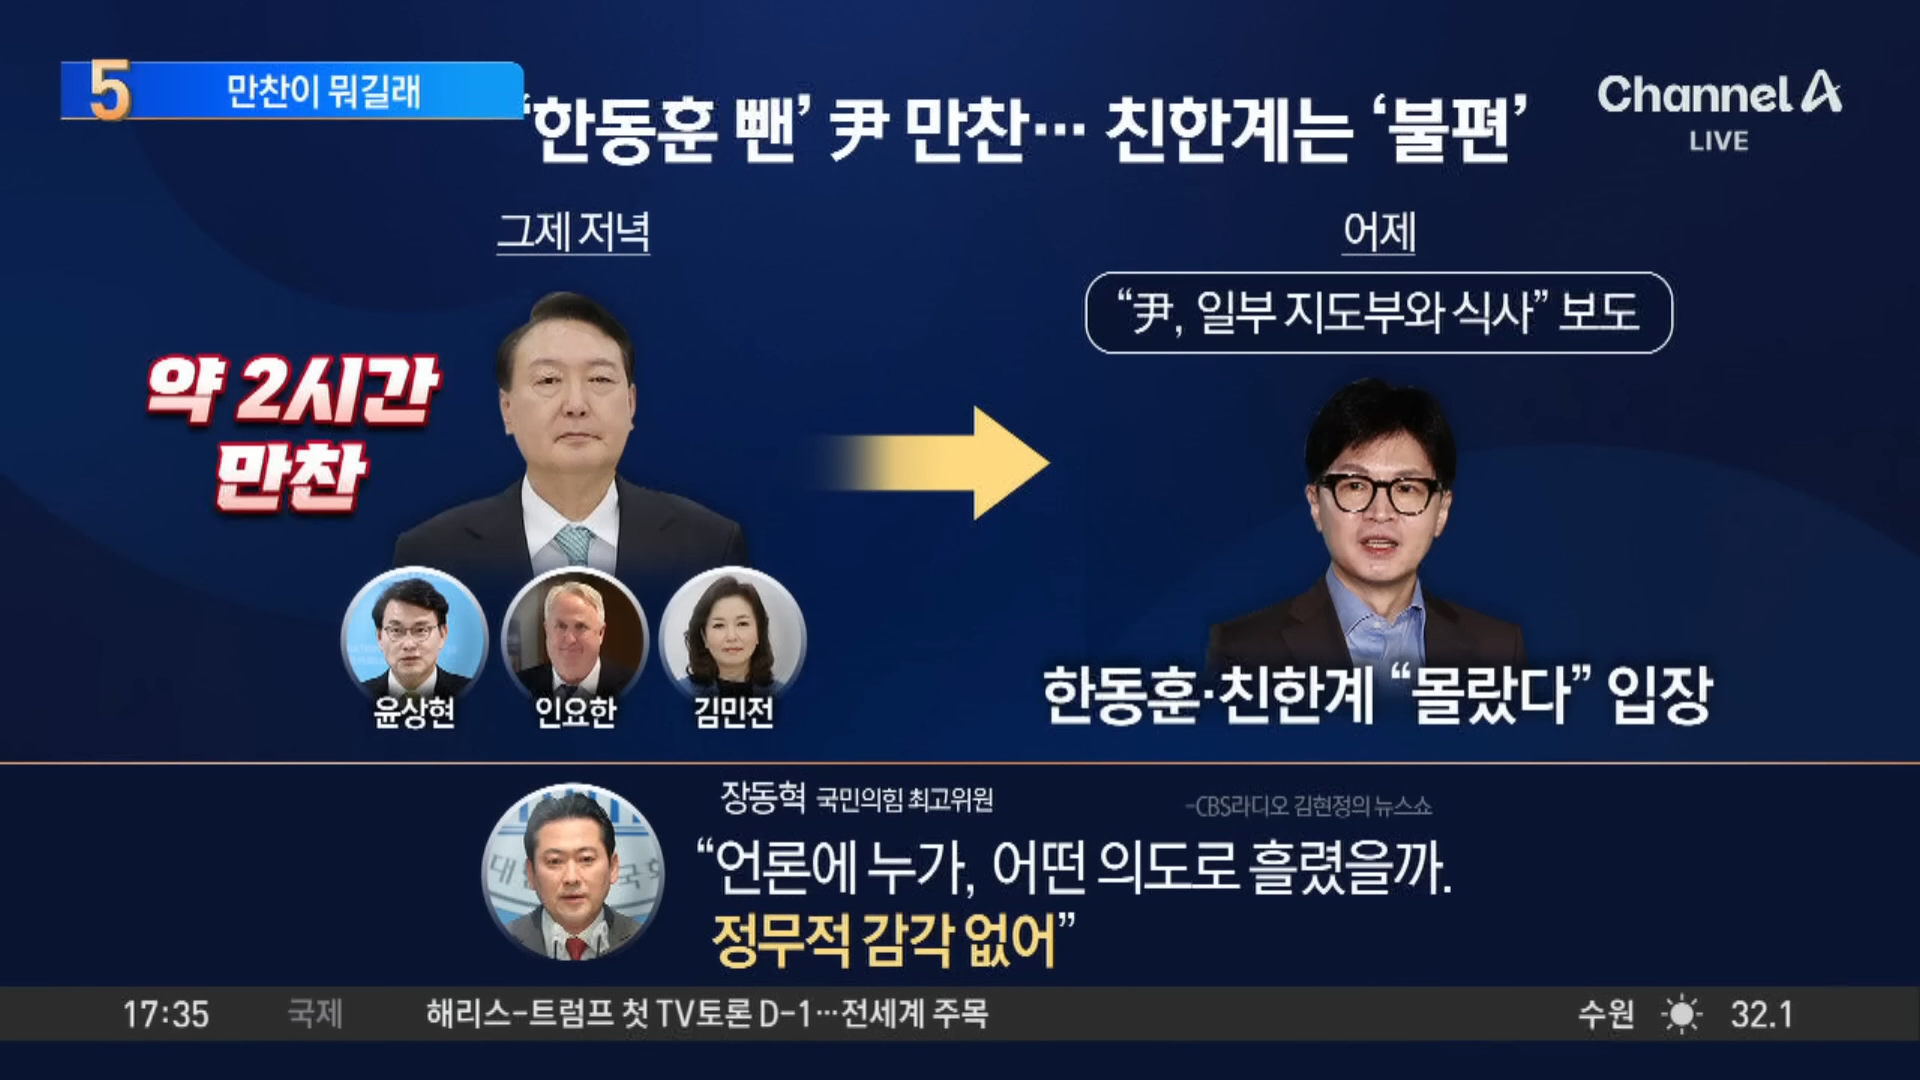 5 만찬이 뭐길래
‘한동훈 뺀’ 尹 만찬… 친한계는 ‘불편’
Channel A
LIVE
그제 저녁
약 2시간
만찬
윤상현
인요한
김민전
어제
“尹, 일부 지도부와 식사” 보도
한동훈·친한계 “몰랐다” 입장
장동혁 국민의힘 최고위원
-CBS라디오 김현정의 뉴스쇼
“언론에 누가, 어떤 의도로 흘렸을까.
정무적 감각 없어”
17:35 국제 해리스-트럼프 첫 TV토론 D-1…전세계 주목 수원 32.1